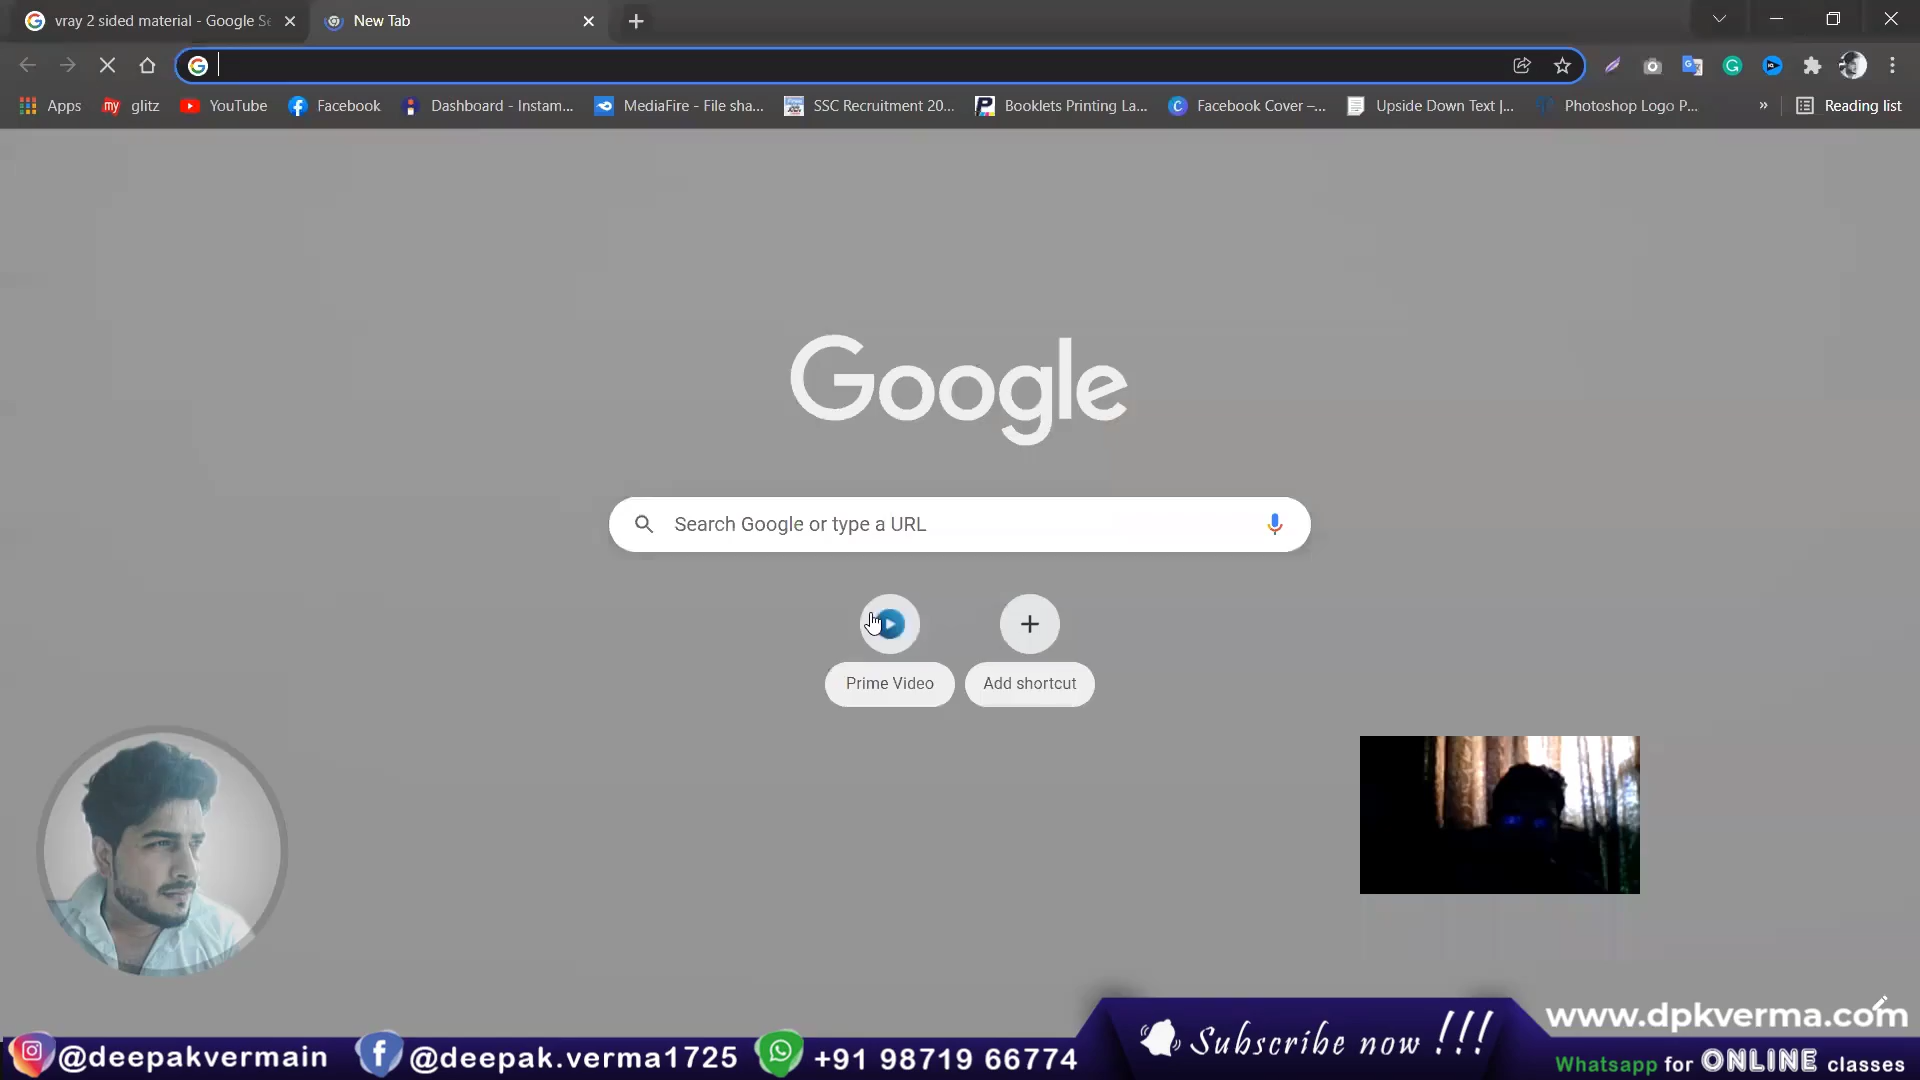 vray 2 sided material - Google Se
New Tab
Apps
my glitz
YouTube
Facebook
Dashboard - Instam...
MediaFire - File sha...
SSC Recruitment 20...
Booklets Printing La...
Facebook Cover –...
Upside Down Text |...
Photoshop Logo P...
»
Reading list
Google
Search Google or type a URL
Prime Video
Add shortcut
@deepakvermain
@deepak.verma1725
+91 98719 66774
Subscribe now !!!
www.dpkverma.com
Whatsapp for ONLINE classes